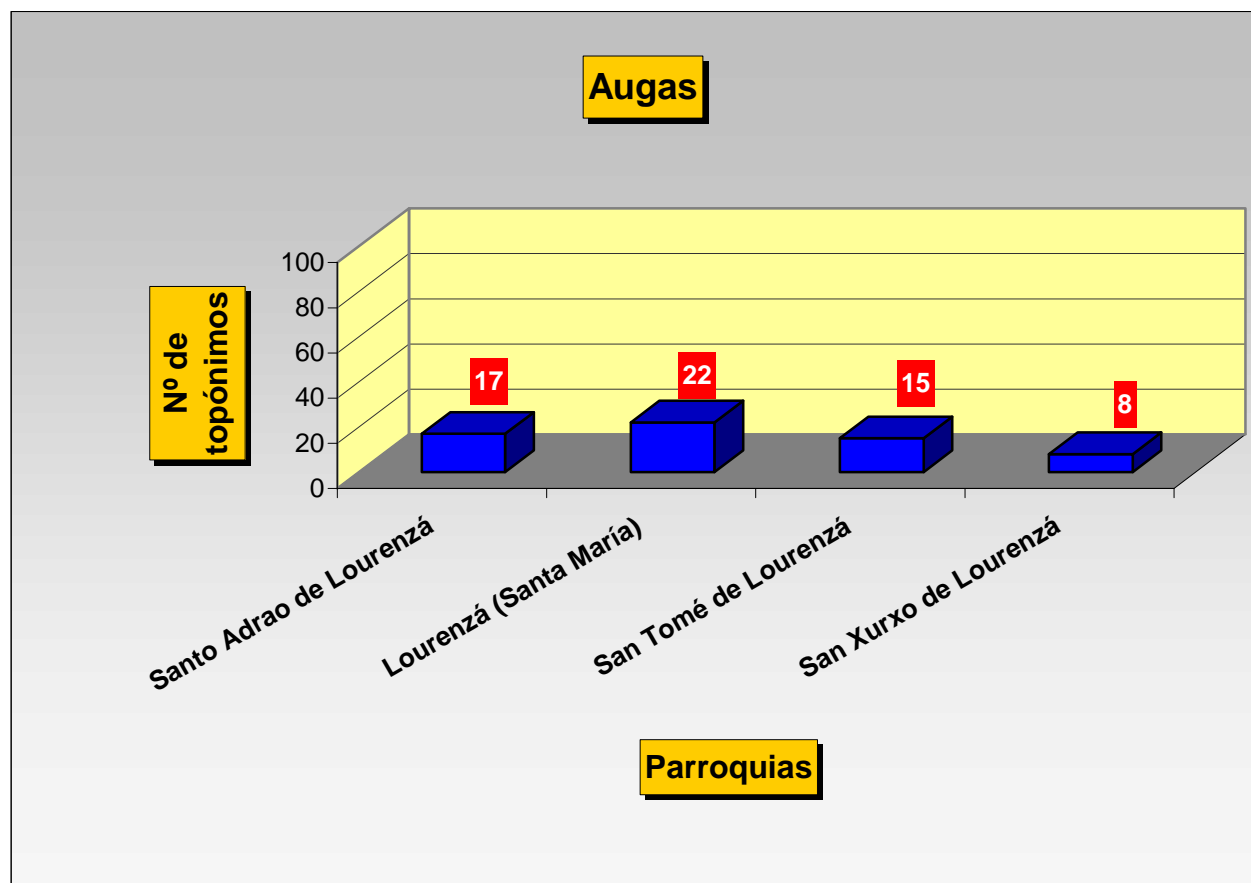 Augas
Nº de
topónimos
100
80
60
40
20
0
17
22
15
8
Santo Adrao de Lourenzá
Lourenzá (Santa María)
San Tomé de Lourenzá
San Xurxo de Lourenzá
Parroquias